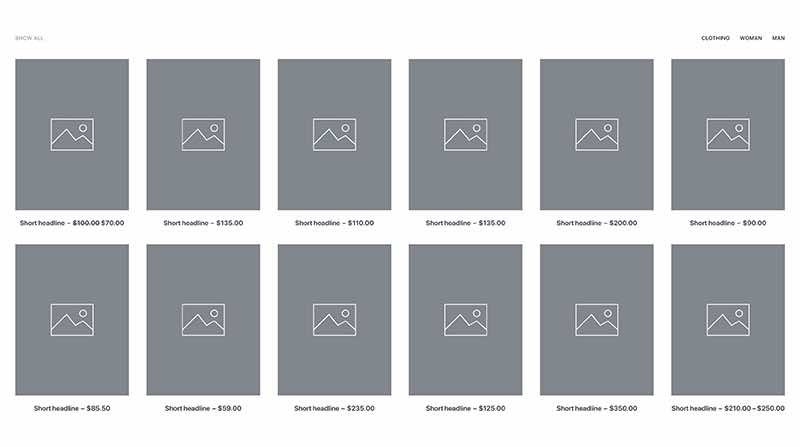 SHOW ALL
CLOTHING WOMAN MAN
Short headline – $100.00 $70.00
Short headline – $135.00
Short headline – $110.00
Short headline – $135.00
Short headline – $200.00
Short headline – $90.00
Short headline – $85.50
Short headline – $59.00
Short headline – $235.00
Short headline – $125.00
Short headline – $350.00
Short headline – $210.00 – $250.00